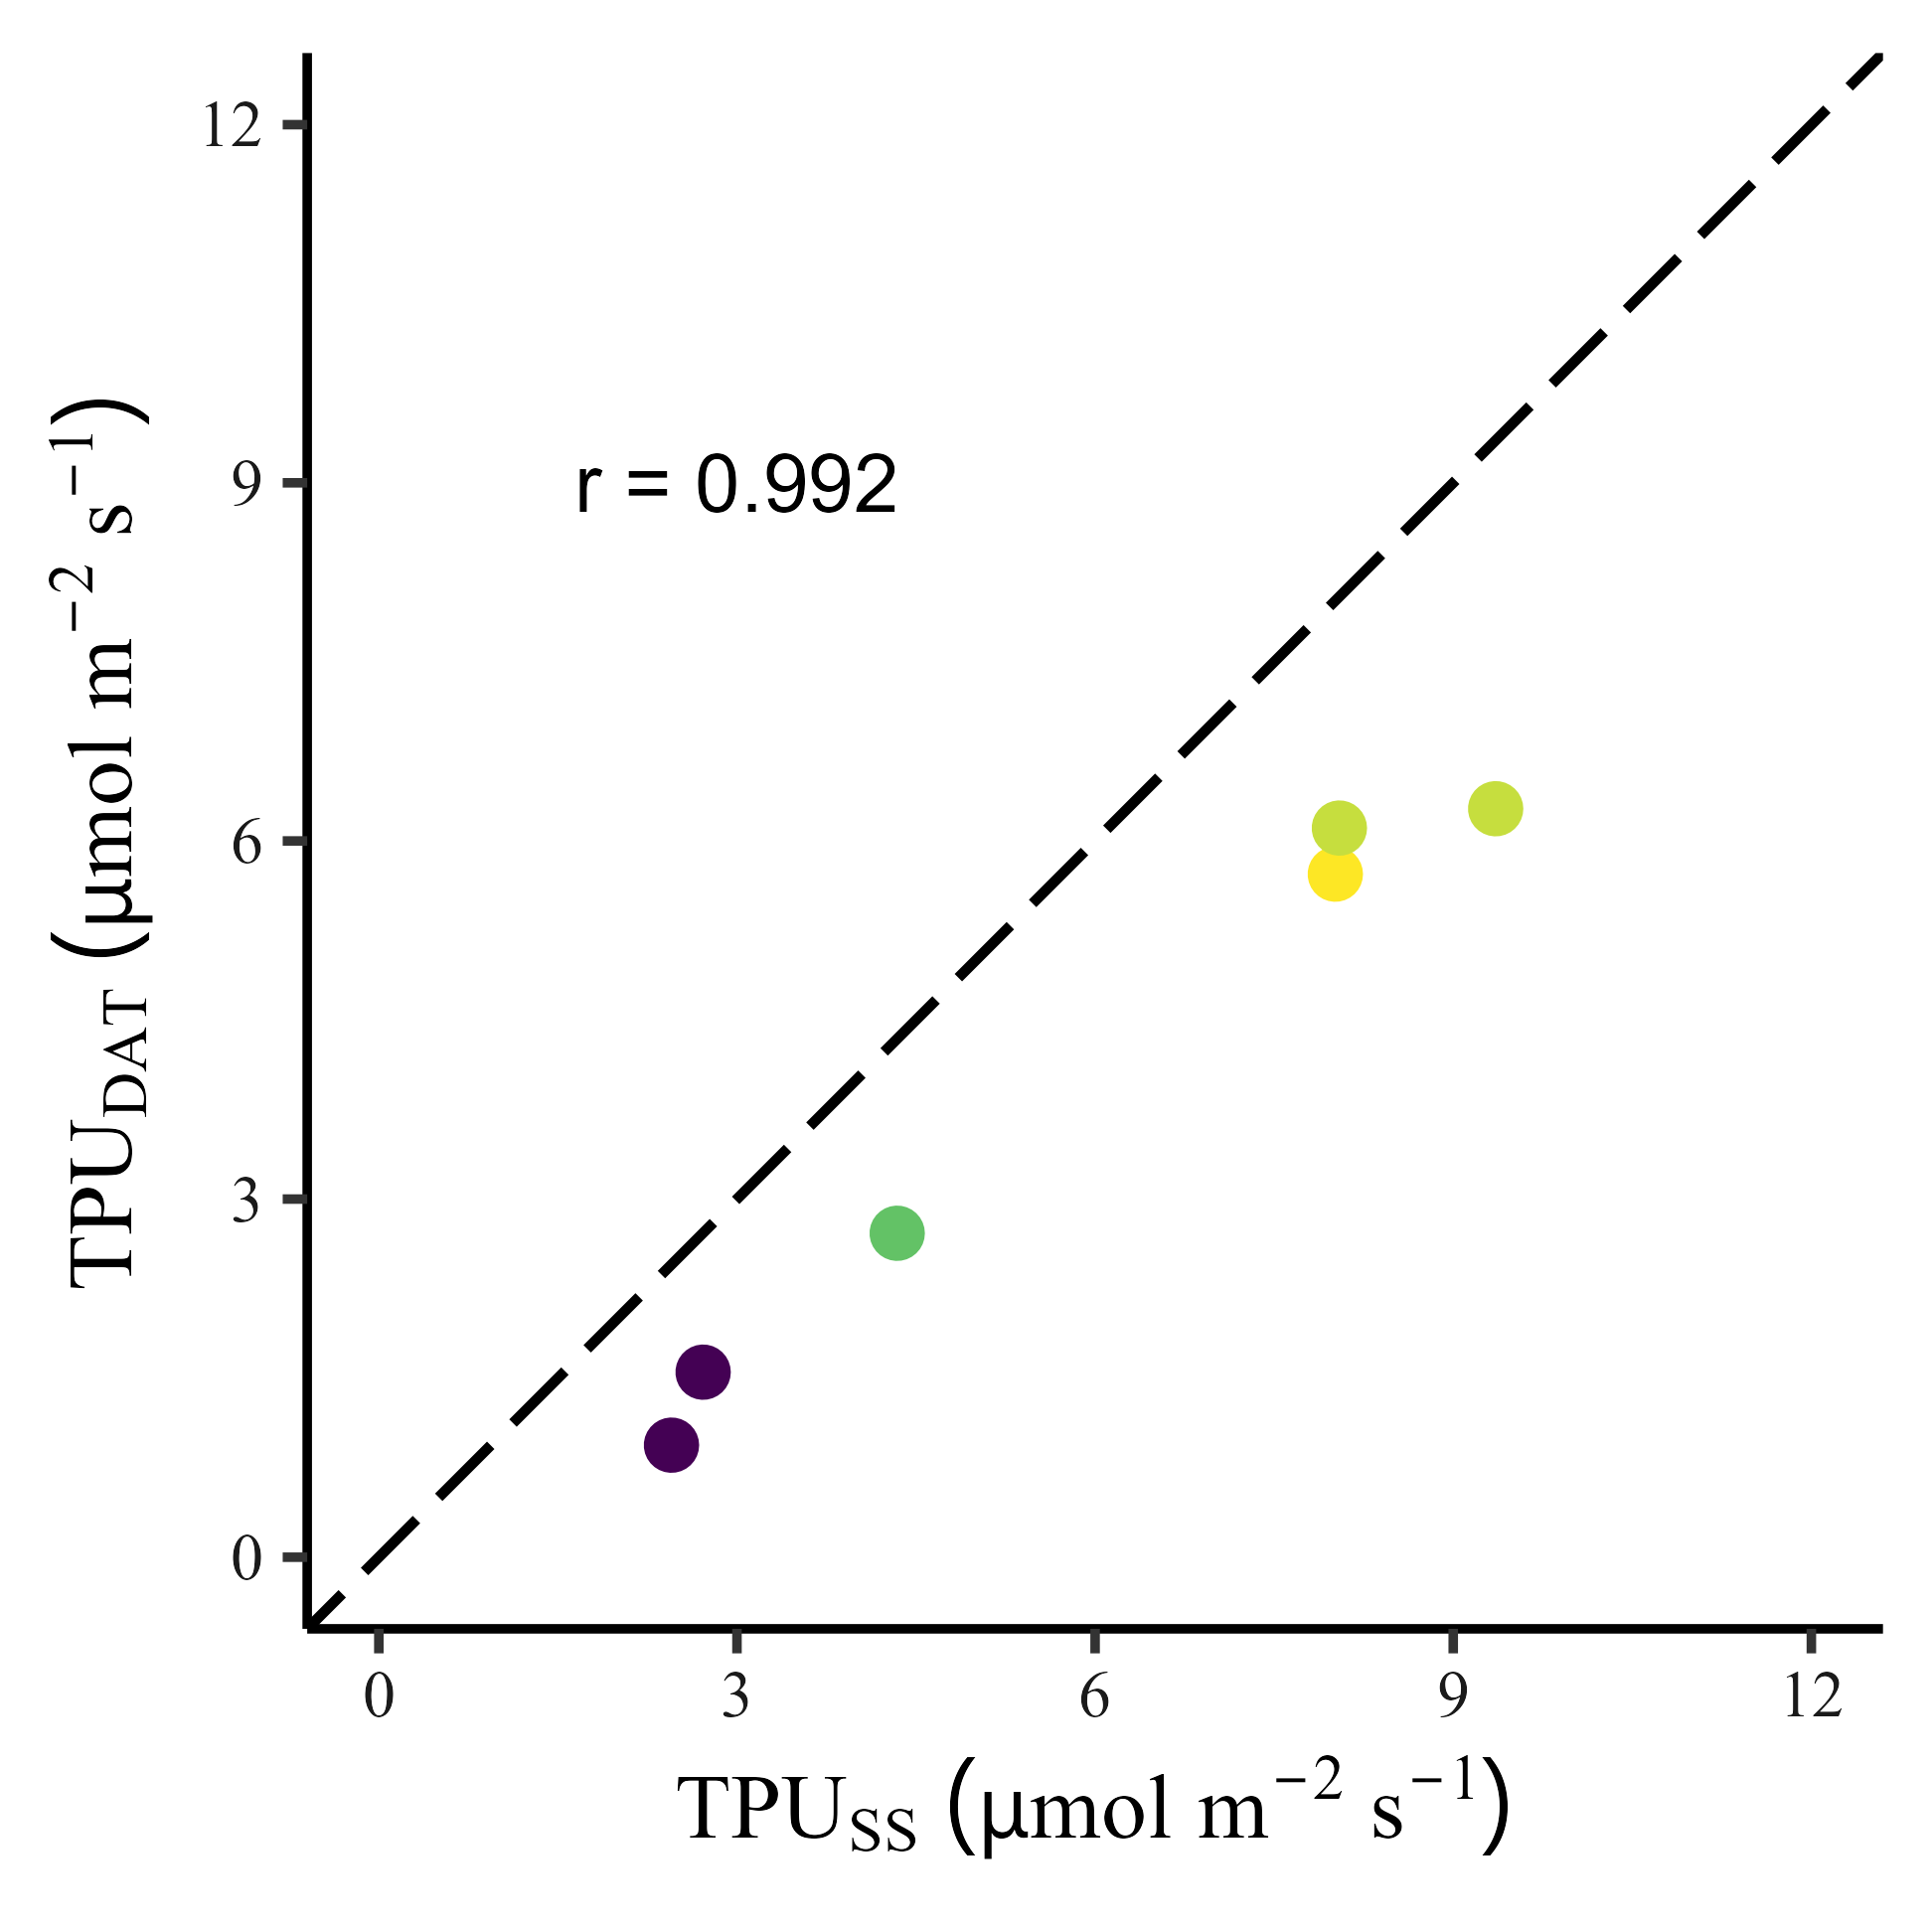 12
9
6
3
0
r = 0.992
TPU_DAT (µmol m⁻² s⁻¹)
0 3 6 9 12
TPU_SS (µmol m⁻² s⁻¹)